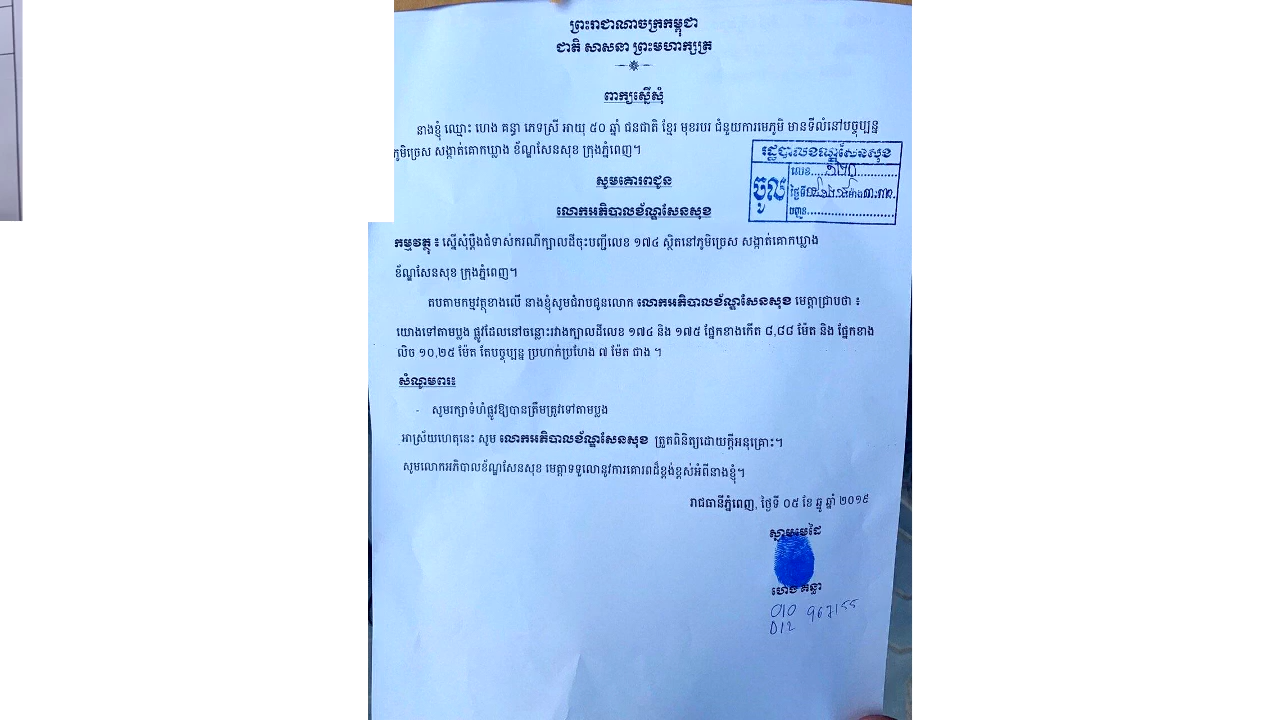 ព្រះរាជាណាចក្រកម្ពុជា
ជាតិ សាសនា ព្រះមហាក្សត្រ
ពាក្យស្នើសុំ
នាងខ្ញុំ ឈ្មោះ ហេង គន្ធា ភេទស្រី អាយុ ៥០ ឆ្នាំ ជនជាតិ ខ្មែរ មុខរបរ ជំនួយការមេភូមិ មានទីលំនៅបច្ចុប្បន្ន
ភូមិច្រេស សង្កាត់គោកឃ្លាង ខ័ណ្ឌសែនសុខ ក្រុងភ្នំពេញ។
រដ្ឋបាលខណ្ឌសែនសុខ
ចូល
លេខ
ថ្ងៃទី
បញ្ជូន
សូមគោរពជូន
លោកអភិបាលខ័ណ្ឌសែនសុខ
កម្មវត្ថុ ៖ ស្នើសុំប្តឹងជំទាស់ករណីក្បាលដីចុះបញ្ជីលេខ ១៧៤ ស្ថិតនៅភូមិច្រេស សង្កាត់គោកឃ្លាង
ខ័ណ្ឌសែនសុខ ក្រុងភ្នំពេញ។
តបតាមកម្មវត្ថុខាងលើ នាងខ្ញុំសូមជំរាបជូនលោក លោកអភិបាលខ័ណ្ឌសែនសុខ មេត្តាជ្រាបថា ៖
យោងទៅតាមប្លង ផ្លូវដែលនៅចន្លោះរវាងក្បាលដីលេខ ១៧៤ និង ១៧៥ ផ្នែកខាងកើត ៨,៨៨ ម៉ែត និង ផ្នែកខាង
លិច ១០,២៥ ម៉ែត តែបច្ចុប្បន្ន ប្រហាក់ប្រហែង ៧ ម៉ែត ជាង ។
សំណូមពរ៖
- សូមរក្សាទំហំផ្លូវឱ្យបានត្រឹមត្រូវទៅតាមប្លង
អាស្រ័យហេតុនេះ សូម លោកអភិបាលខ័ណ្ឌសែនសុខ ត្រួតពិនិត្យដោយក្តីអនុគ្រោះ។
សូមលោកអភិបាលខ័ណ្ឌសែនសុខ មេត្តាទទួលនូវការគោរពដ៏ខ្ពង់ខ្ពស់អំពីនាងខ្ញុំ។
រាជធានីភ្នំពេញ, ថ្ងៃទី ០៥ ខែ ធ្នូ ឆ្នាំ ២០១៩
ស្នាមមេដៃ
ហេង គន្ធា
010 967155
012